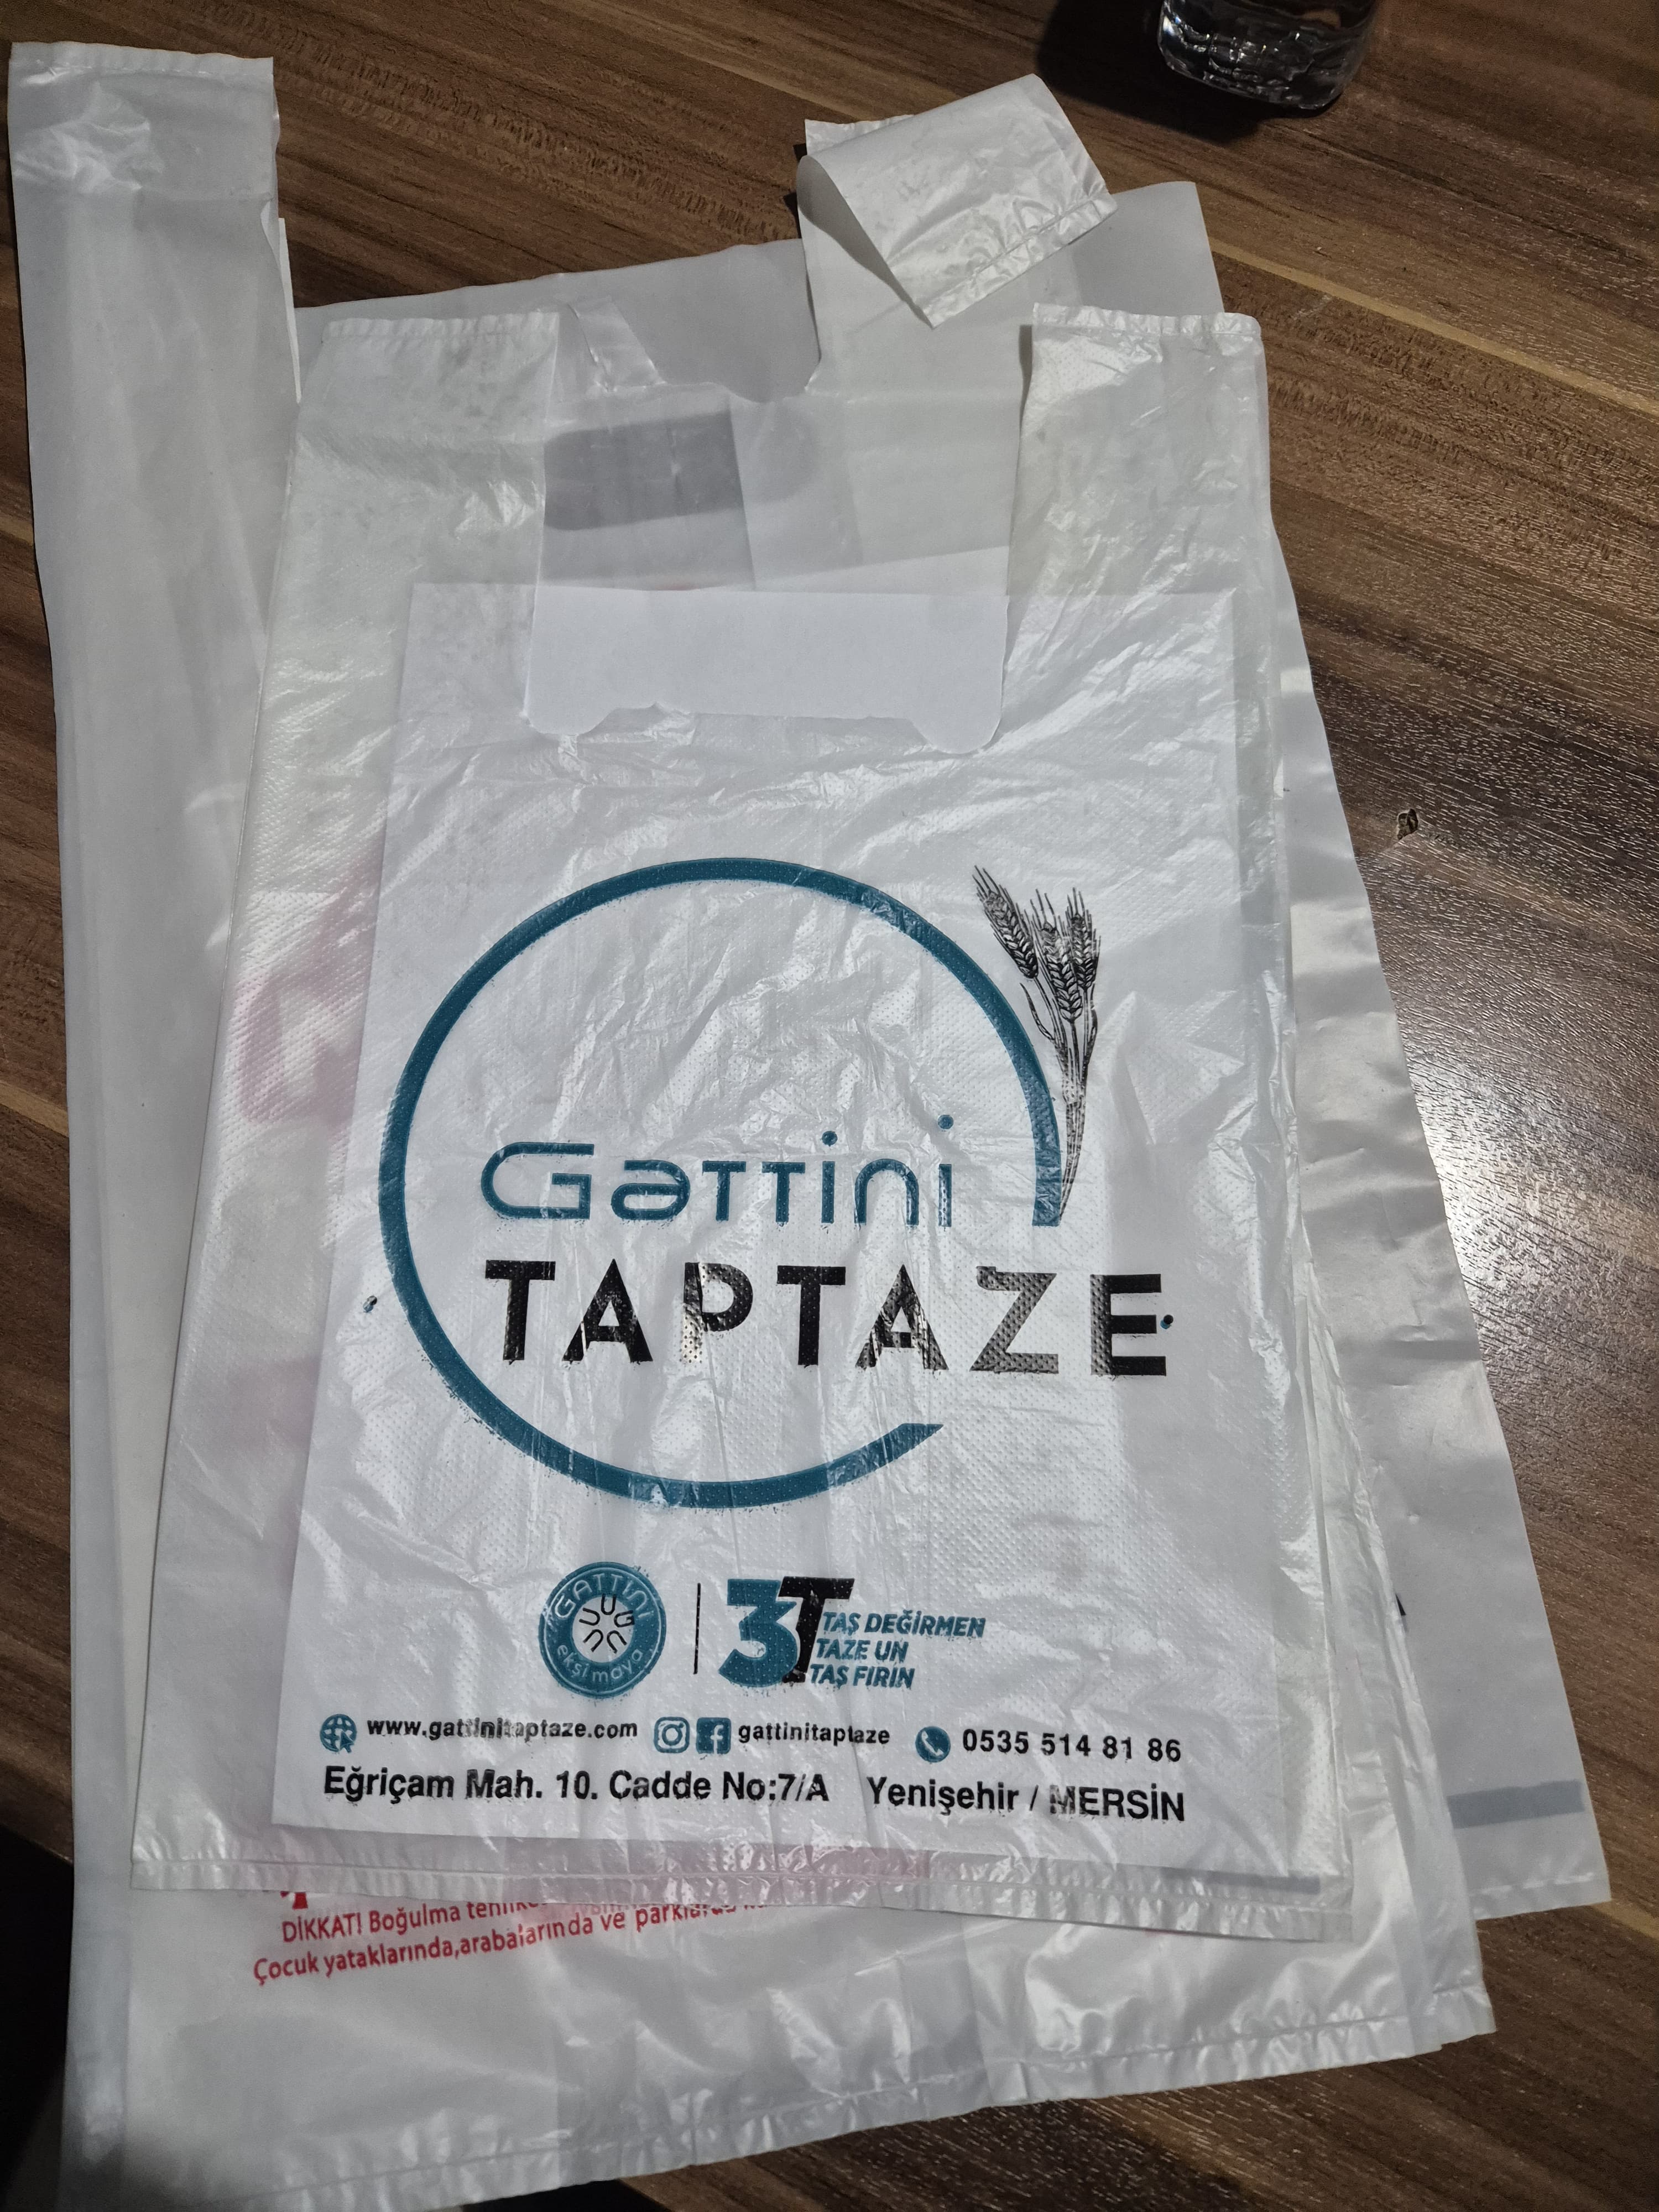 Gattini
TAPTAZE
GATTINI
ekşi maya
3T
TAŞ DEĞİRMEN
TAZE UN
TAŞ FIRIN
www.gattinitaptaze.com gattinitaptaze 0535 514 81 86
Eğriçam Mah. 10. Cadde No:7/A Yenişehir / MERSİN
DİKKAT! Boğulma
Çocuk yataklarında,arabalarında ve parklarda